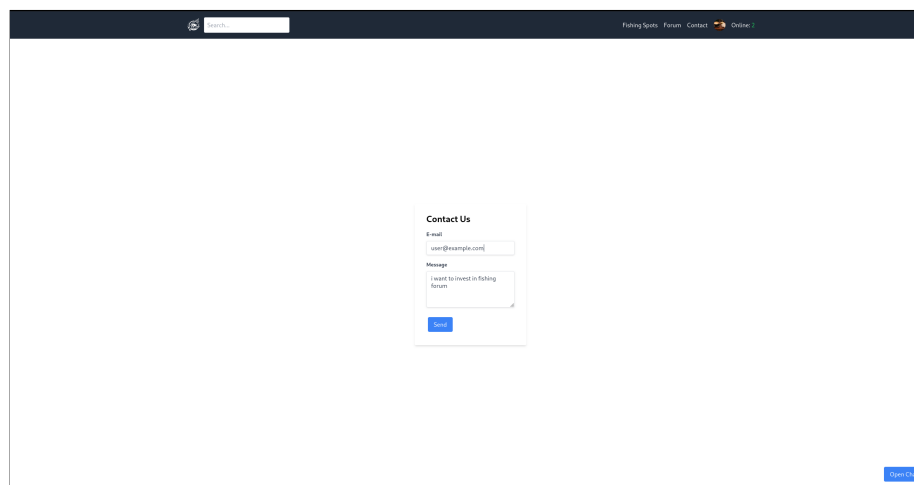 Search...
Fishing Spots Forum Contact Online: 2
Contact Us
E-mail
user@example.com
Message
i want to invest in fishing
forum
Send
Open Cha